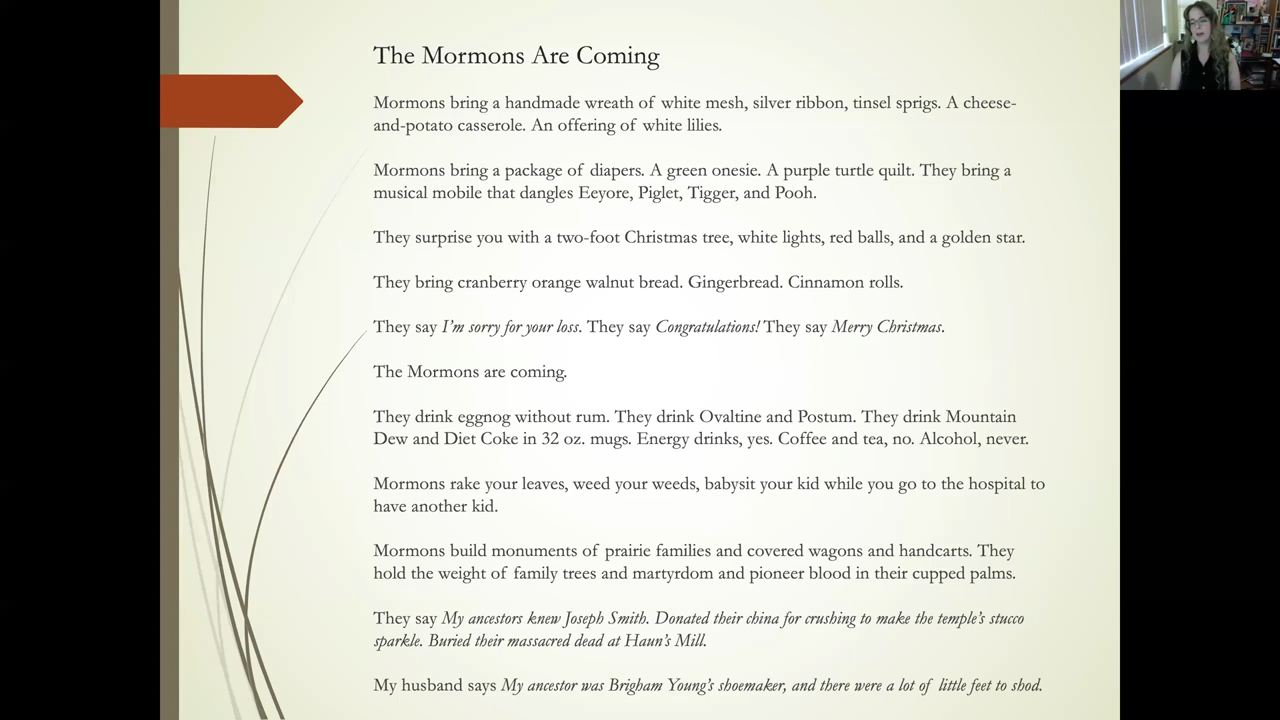 The Mormons Are Coming
Mormons bring a handmade wreath of white mesh, silver ribbon, tinsel sprigs. A cheese-
and-potato casserole. An offering of white lilies.
Mormons bring a package of diapers. A green onesie. A purple turtle quilt. They bring a
musical mobile that dangles Eeyore, Piglet, Tigger, and Pooh.
They surprise you with a two-foot Christmas tree, white lights, red balls, and a golden star.
They bring cranberry orange walnut bread. Gingerbread. Cinnamon rolls.
They say I'm sorry for your loss. They say Congratulations! They say Merry Christmas.
The Mormons are coming.
They drink eggnog without rum. They drink Ovaltine and Postum. They drink Mountain
Dew and Diet Coke in 32 oz. mugs. Energy drinks, yes. Coffee and tea, no. Alcohol, never.
Mormons rake your leaves, weed your weeds, babysit your kid while you go to the hospital to
have another kid.
Mormons build monuments of prairie families and covered wagons and handcarts. They
hold the weight of family trees and martyrdom and pioneer blood in their cupped palms.
They say My ancestors knew Joseph Smith. Donated their china for crushing to make the temple's stucco
sparkle. Buried their massacred dead at Haun's Mill.
My husband says My ancestor was Brigham Young's shoemaker, and there were a lot of little feet to shod.